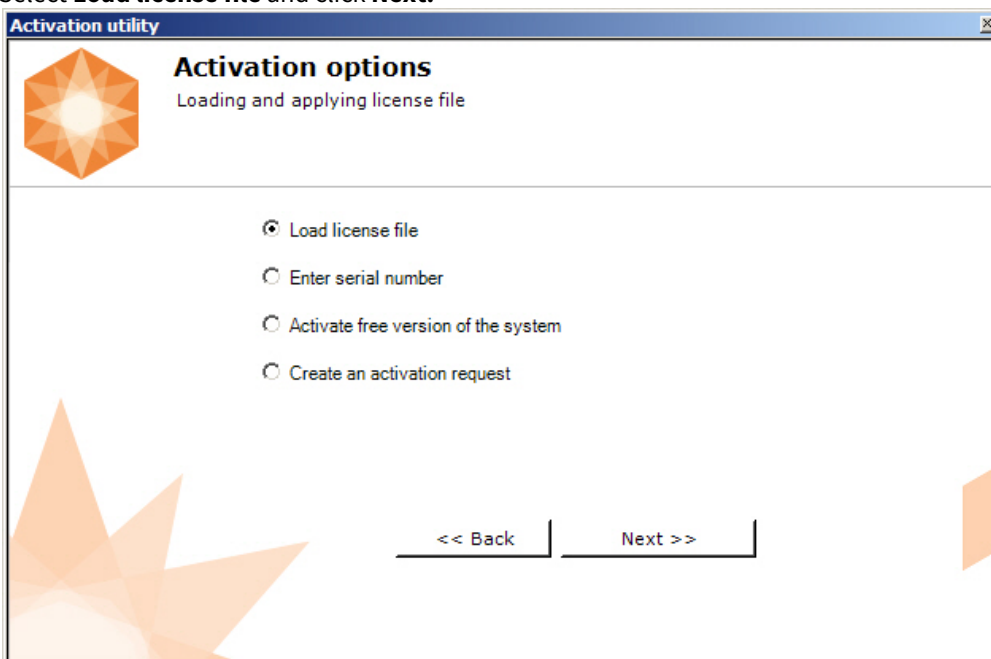 Select Load license file and click Next.
Activation utility
Activation options
Loading and applying license file
Load license file
Enter serial number
Activate free version of the system
Create an activation request
<< Back
Next >>